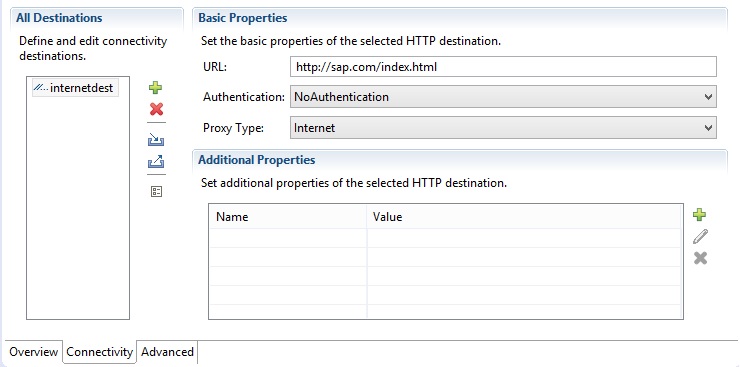 All Destinations
Define and edit connectivity
destinations.
internetdest
Basic Properties
Set the basic properties of the selected HTTP destination.
URL: http://sap.com/index.html
Authentication: NoAuthentication
Proxy Type: Internet
Additional Properties
Set additional properties of the selected HTTP destination.
Name Value
Overview Connectivity Advanced